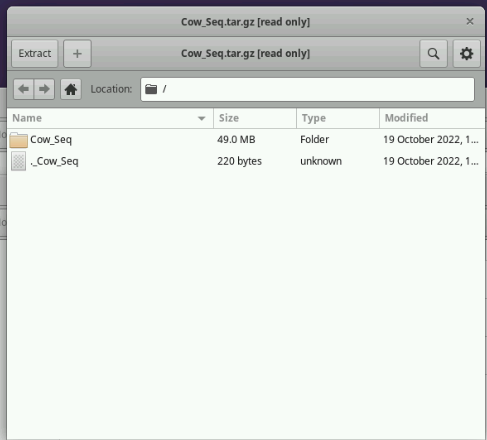 Cow_Seq.tar.gz [read only]
Extract + Cow_Seq.tar.gz [read only]
Location: /
Name Size Type Modified
Cow_Seq 49.0 MB Folder 19 October 2022, 1...
._Cow_Seq 220 bytes unknown 19 October 2022, 1...